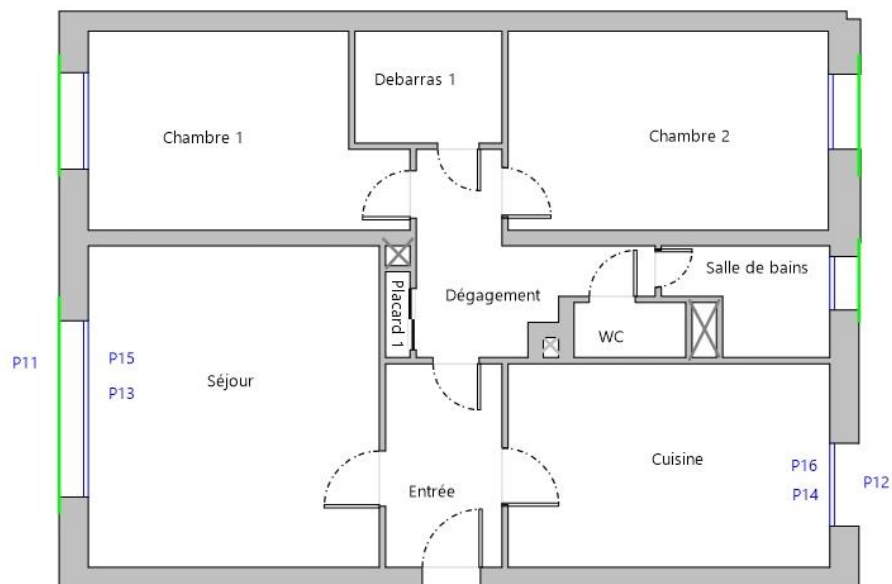 Debarras 1
Chambre 1
Chambre 2
Salle de bains
Dégagement
Placard 1
WC
P11
P15
P13
Séjour
Cuisine
P16
P14
P12
Entrée